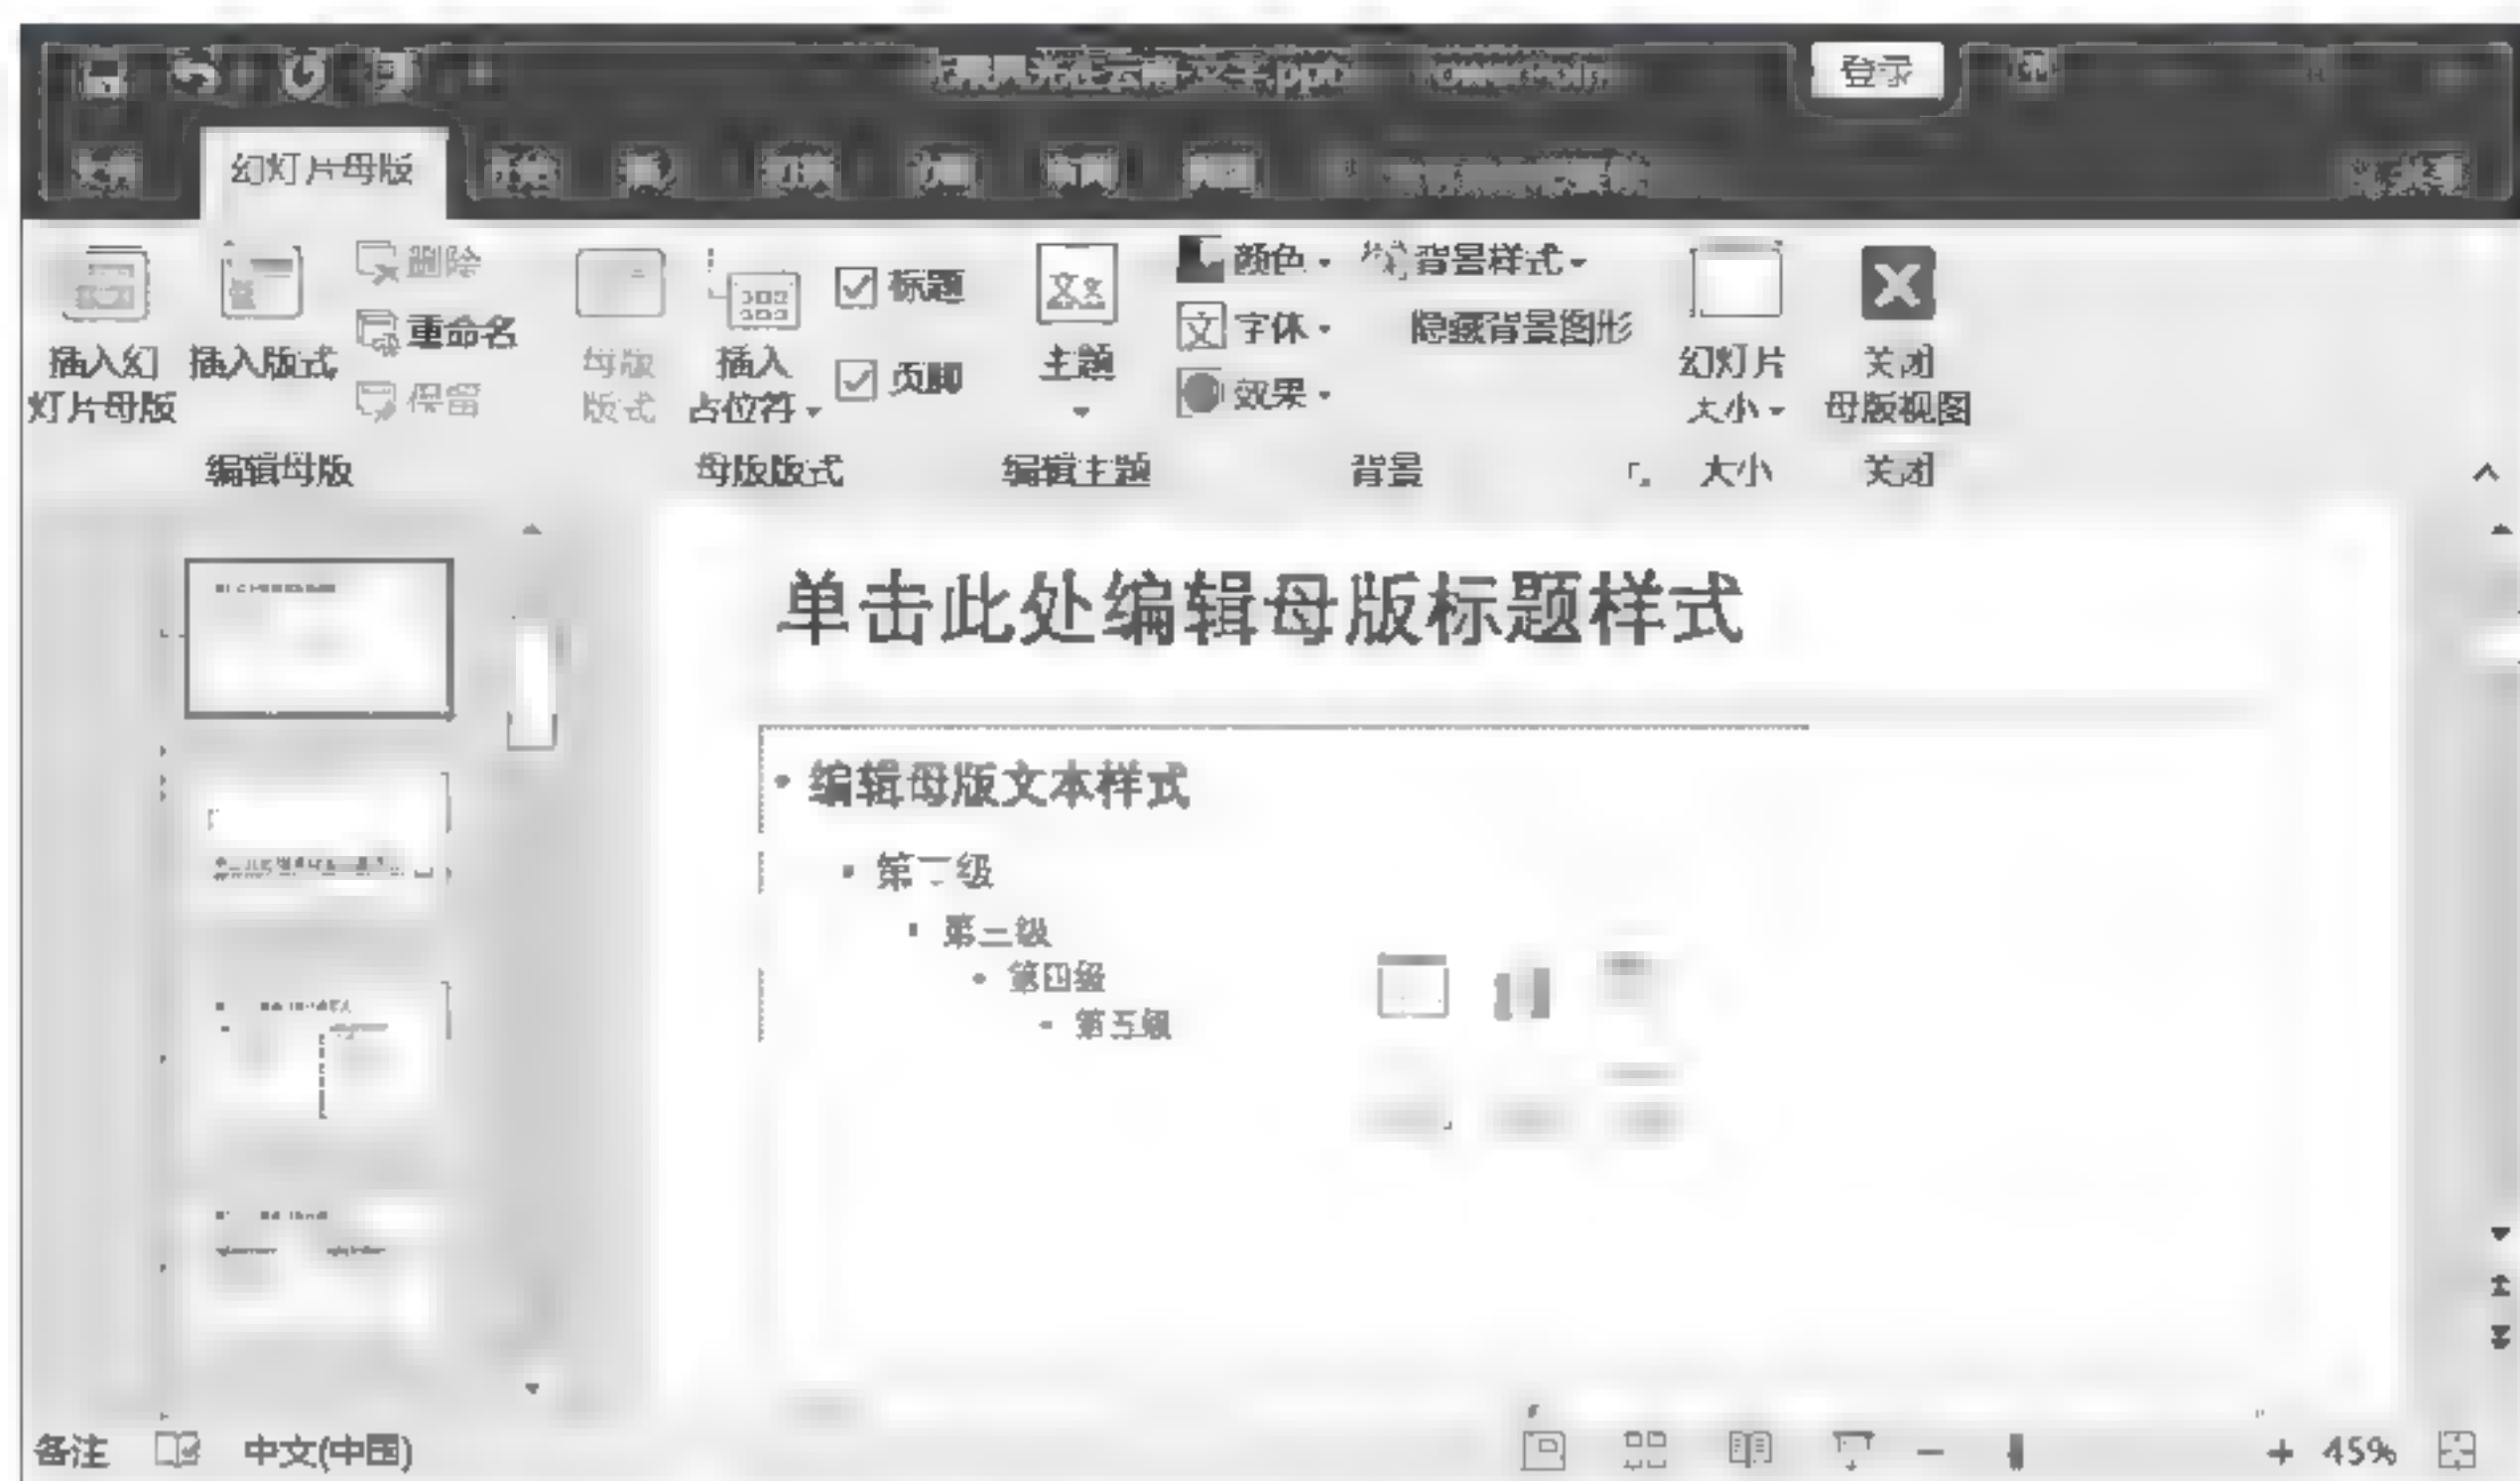 登录
幻灯片母版
插入幻
灯片母版
插入版式
删除
重命名
保留
编辑母版
母版
版式
插入
占位符
标题
页脚
母版版式
主题
颜色
字体
效果
编辑主题
背景样式
隐藏背景图形
背景
幻灯片
大小
大小
关闭
母版视图
关闭
单击此处编辑母版标题样式
• 编辑母版文本样式
• 第二级
• 第三级
• 第四级
• 第五级
备注
中文(中国)
45%